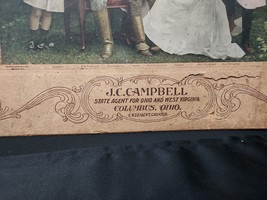 J.C. CAMPBELL
STATE AGENT FOR OHIO AND WEST VIRGINIA
COLUMBUS, OHIO.